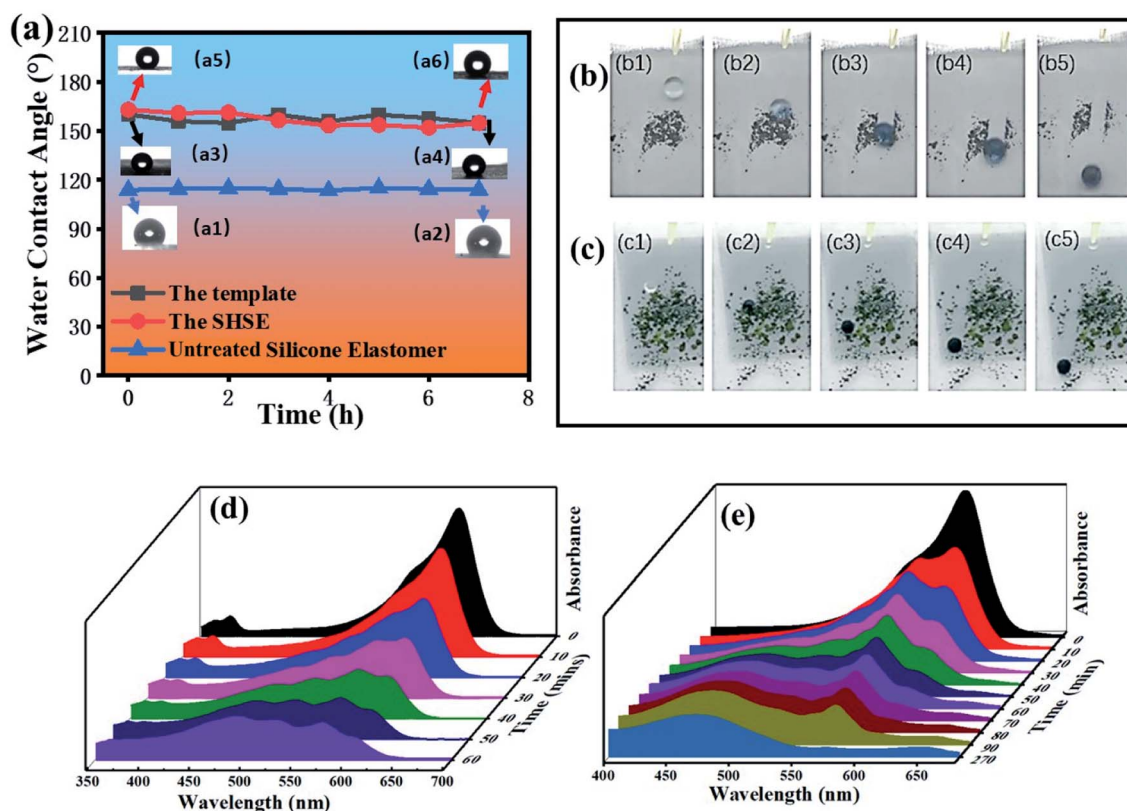 (a)
210
180
150
120
90
60
30
0
Water Contact Angle (°)
(a5)
(a6)
(a3)
(a4)
(a1)
(a2)
The template
The SHSE
Untreated Silicone Elastomer
0 2 4 6 8
Time (h)
(b)
(b1) (b2) (b3) (b4) (b5)
(c)
(c1) (c2) (c3) (c4) (c5)
(d)
Absorbance
0
10
20
30
40
50
60
Time (mins)
350 400 450 500 550 600 650 700
Wavelength (nm)
(e)
Absorbance
0
10
20
30
40
50
60
70
80
90
270
Time (min)
400 450 500 550 600 650
Wavelength (nm)